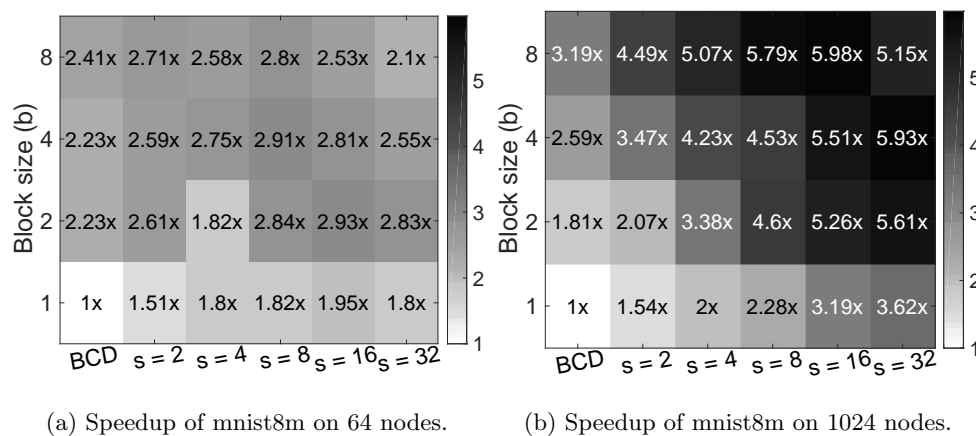 8 2.41x 2.71x 2.58x 2.8x 2.53x 2.1x
4 2.23x 2.59x 2.75x 2.91x 2.81x 2.55x
2 2.23x 2.61x 1.82x 2.84x 2.93x 2.83x
1 1x 1.51x 1.8x 1.82x 1.95x 1.8x
BCD s = 2 s = 4 s = 8 s = 16 s = 32
Block size (b)
5
4
3
2
1
(a) Speedup of mnist8m on 64 nodes.
8 3.19x 4.49x 5.07x 5.79x 5.98x 5.15x
4 2.59x 3.47x 4.23x 4.53x 5.51x 5.93x
2 1.81x 2.07x 3.38x 4.6x 5.26x 5.61x
1 1x 1.54x 2x 2.28x 3.19x 3.62x
BCD s = 2 s = 4 s = 8 s = 16 s = 32
Block size (b)
5
4
3
2
1
(b) Speedup of mnist8m on 1024 nodes.